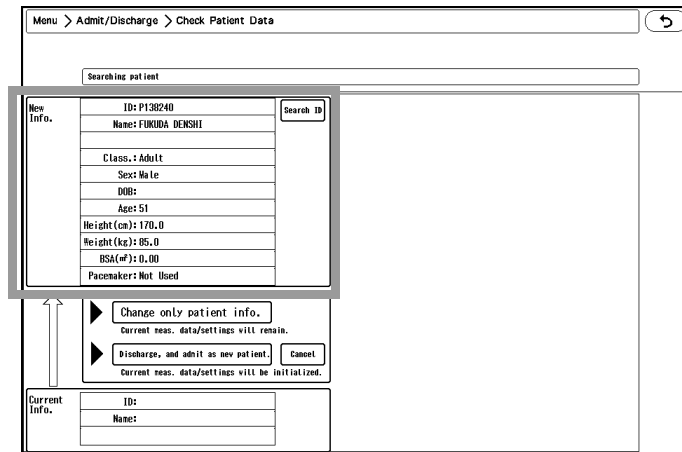 Menu > Admit/Discharge > Check Patient Data
Searching patient
New Info.
ID: P138240
Search ID
Name: FUKUDA DENSHI
Class.: Adult
Sex: Male
DOB:
Age: 51
Height(cm): 170.0
Weight(kg): 85.0
BSA(㎡): 0.00
Pacemaker: Not Used
Change only patient info.
Current meas. data/settings will remain.
Discharge, and admit as new patient.
Cancel
Current meas. data/settings will be initialized.
Current Info.
ID:
Name: